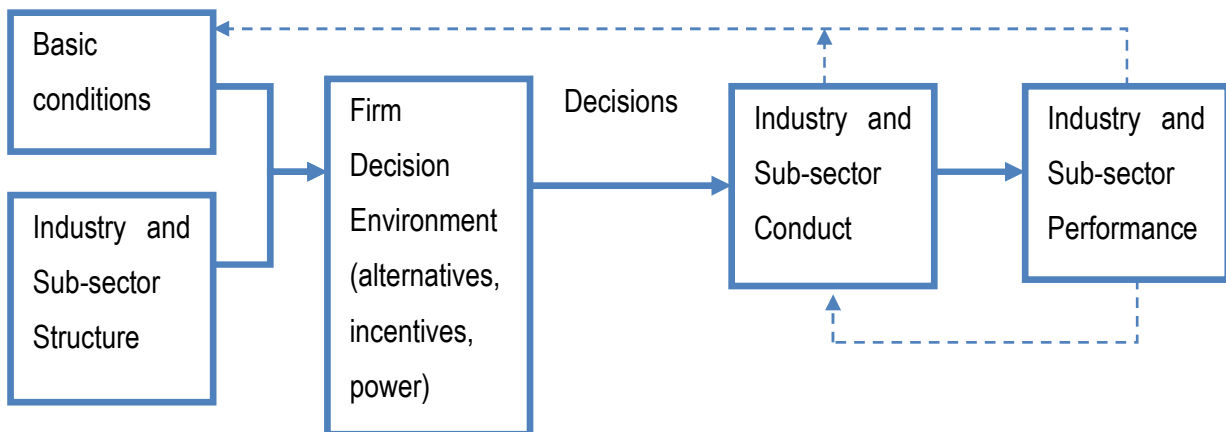 Basic
conditions
Industry and
Sub-sector
Structure
Firm
Decision
Environment
(alternatives,
incentives,
power)
Decisions
Industry and
Sub-sector
Conduct
Industry and
Sub-sector
Performance